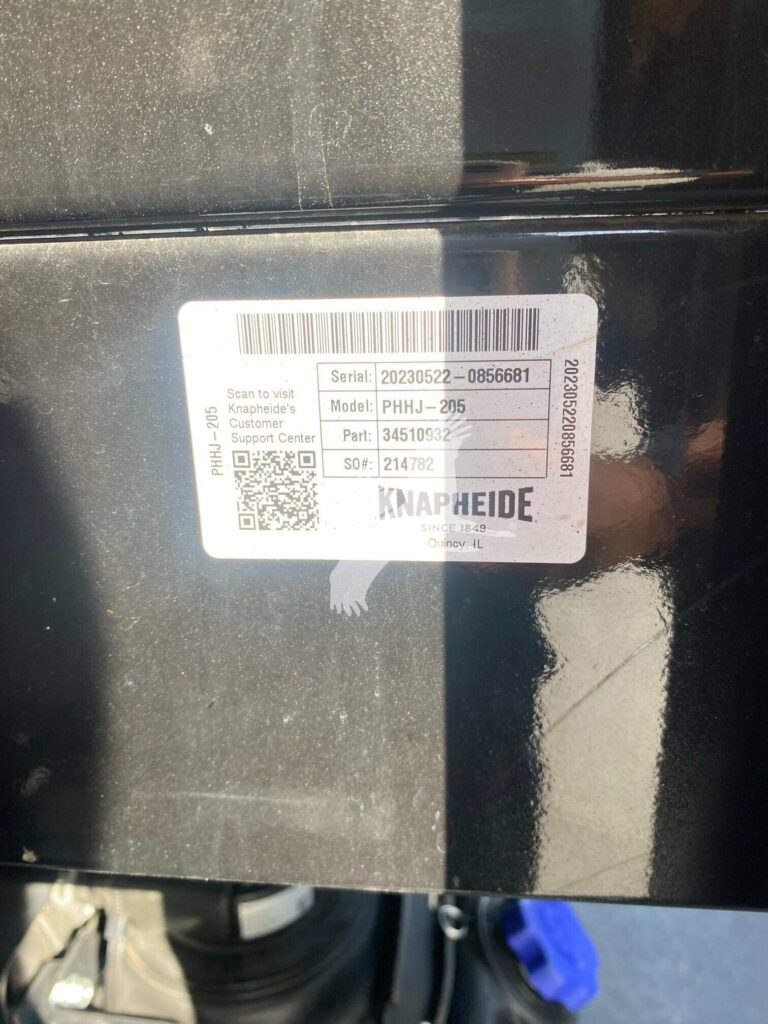 Scan to visit
Knapheide's
Customer
Support Center
PHHJ-205
Serial: 20230522-0856681
Model: PHHJ-205
Part: 34510932
SO#: 214782
KNAPHEIDE
SINCE 1848
Quincy IL
202305220856681